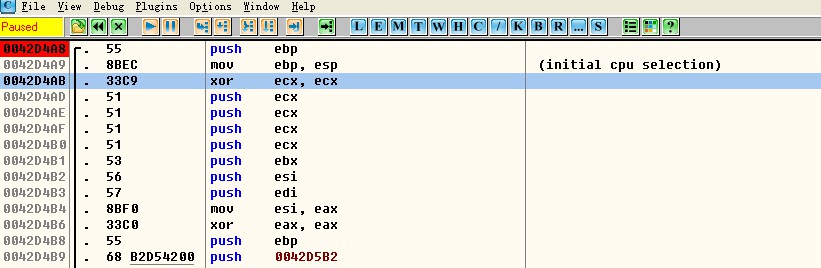 C File View Debug Plugins Options Window Help
Paused L E M T W H C / K B R ... S ?
0042D4A8 . 55 push ebp
0042D4A9 . 8BEC mov ebp, esp (initial cpu selection)
0042D4AB . 33C9 xor ecx, ecx
0042D4AD . 51 push ecx
0042D4AE . 51 push ecx
0042D4AF . 51 push ecx
0042D4B0 . 51 push ecx
0042D4B1 . 53 push ebx
0042D4B2 . 56 push esi
0042D4B3 . 57 push edi
0042D4B4 . 8BF0 mov esi, eax
0042D4B6 . 33C0 xor eax, eax
0042D4B8 . 55 push ebp
0042D4B9 . 68 B2D54200 push 0042D5B2